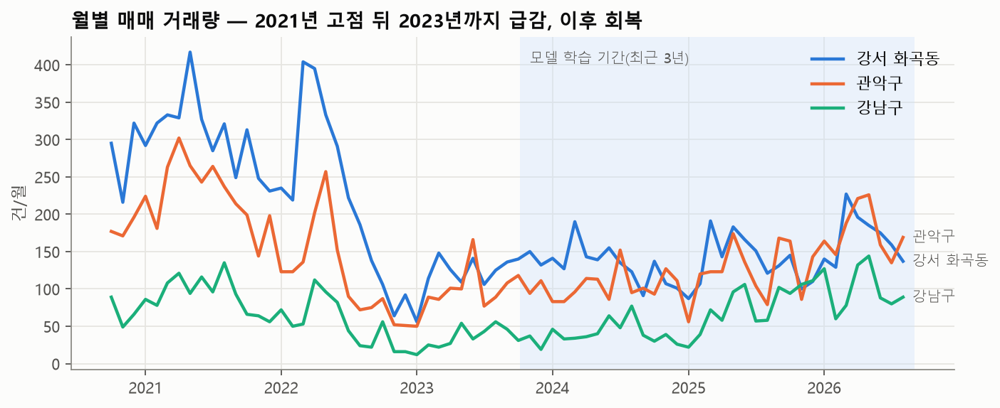 월별 매매 거래량 — 2021년 고점 뒤 2023년까지 급감, 이후 회복
모델 학습 기간(최근 3년)
강서 화곡동
관악구
강남구
건/월
400
350
300
250
200
150
100
50
0
관악구
강서 화곡동
강남구
2021 2022 2023 2024 2025 2026